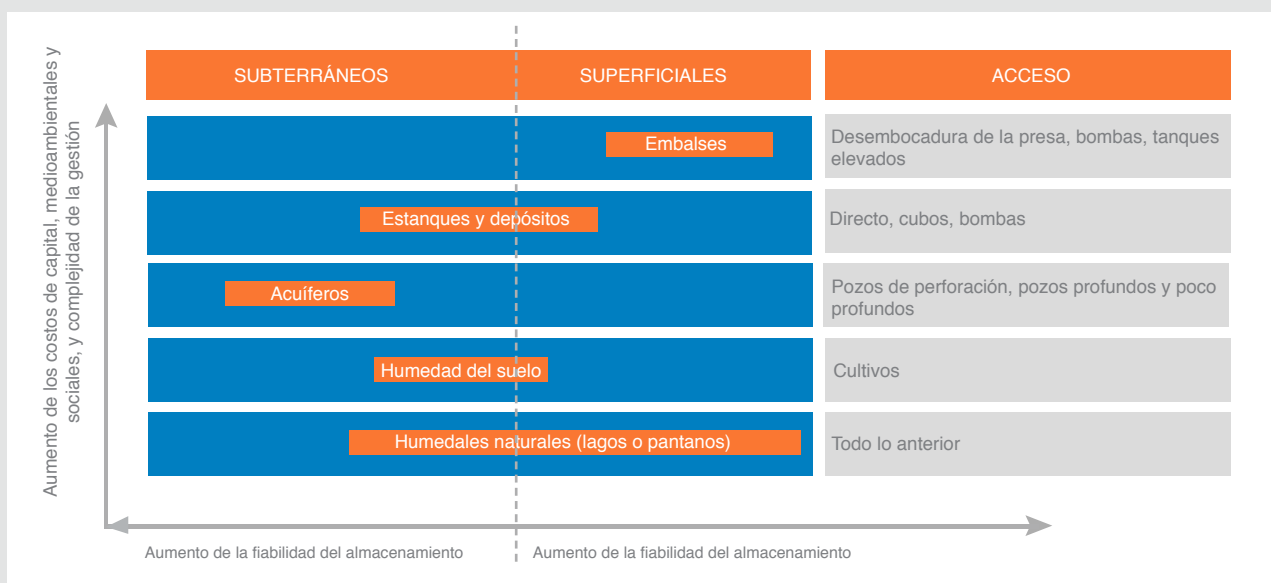 Aumento de los costos de capital, medioambientales y
sociales, y complejidad de la gestión
SUBTERRÁNEOS
SUPERFICIALES
ACCESO
Embalses
Desembocadura de la presa, bombas, tanques
elevados
Estanques y depósitos
Directo, cubos, bombas
Acuíferos
Pozos de perforación, pozos profundos y poco
profundos
Humedad del suelo
Cultivos
Humedales naturales (lagos o pantanos)
Todo lo anterior
Aumento de la fiabilidad del almacenamiento
Aumento de la fiabilidad del almacenamiento